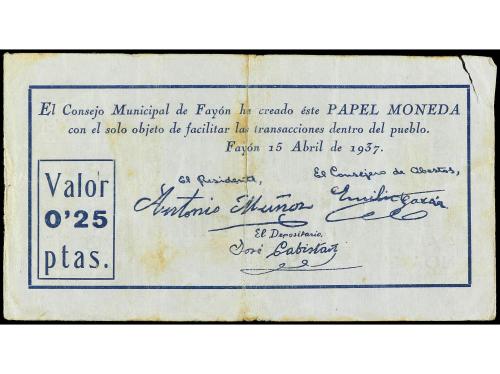 El Consejo Municipal de Fayón ha creado éste PAPEL MONEDA
con el solo objeto de facilitar las transacciones dentro del pueblo.
Fayón 15 Abril de 1937.
El Presidente,
El Consejero de Abastos,
Antonio Muñoz
Emilio
El Depositario,
José Cabistañ
Valor
0'25
ptas.